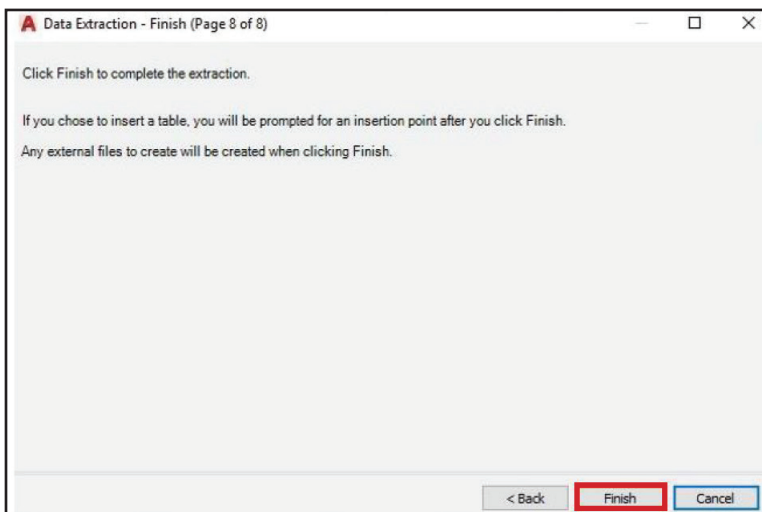 Data Extraction - Finish (Page 8 of 8)
Click Finish to complete the extraction.
If you chose to insert a table, you will be prompted for an insertion point after you click Finish.
Any external files to create will be created when clicking Finish.
< Back Finish Cancel